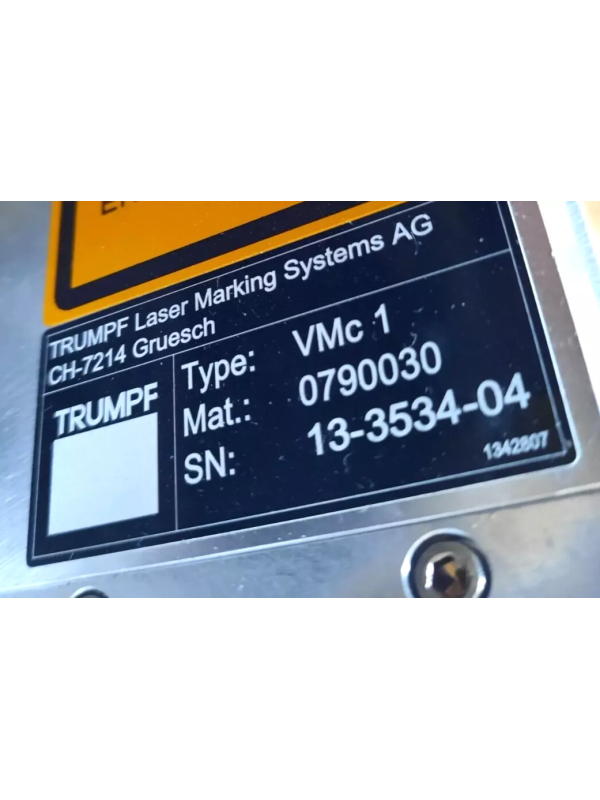 TRUMPF Laser Marking Systems AG
CH-7214 Gruesch
TRUMPF
Type: VMc 1
Mat.: 0790030
SN: 13-3534-04
1342807